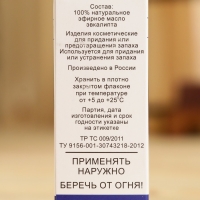 Состав:
100% натуральное
эфирное масло
эвкалипта
Изделия косметические
для придания или
предотвращения запаха
Используется для придания
или устранения запаха
Произведено в России
Хранить в плотно
закрытом флаконе
при температуре
от +5 до +25°С
Партия, дата
изготовления и срок
годности указаны
на этикетке
ТР ТС 009/2011
ТУ 9156-001-30743218-2012
ПРИМЕНЯТЬ
НАРУЖНО
БЕРЕЧЬ ОТ ОГНЯ!